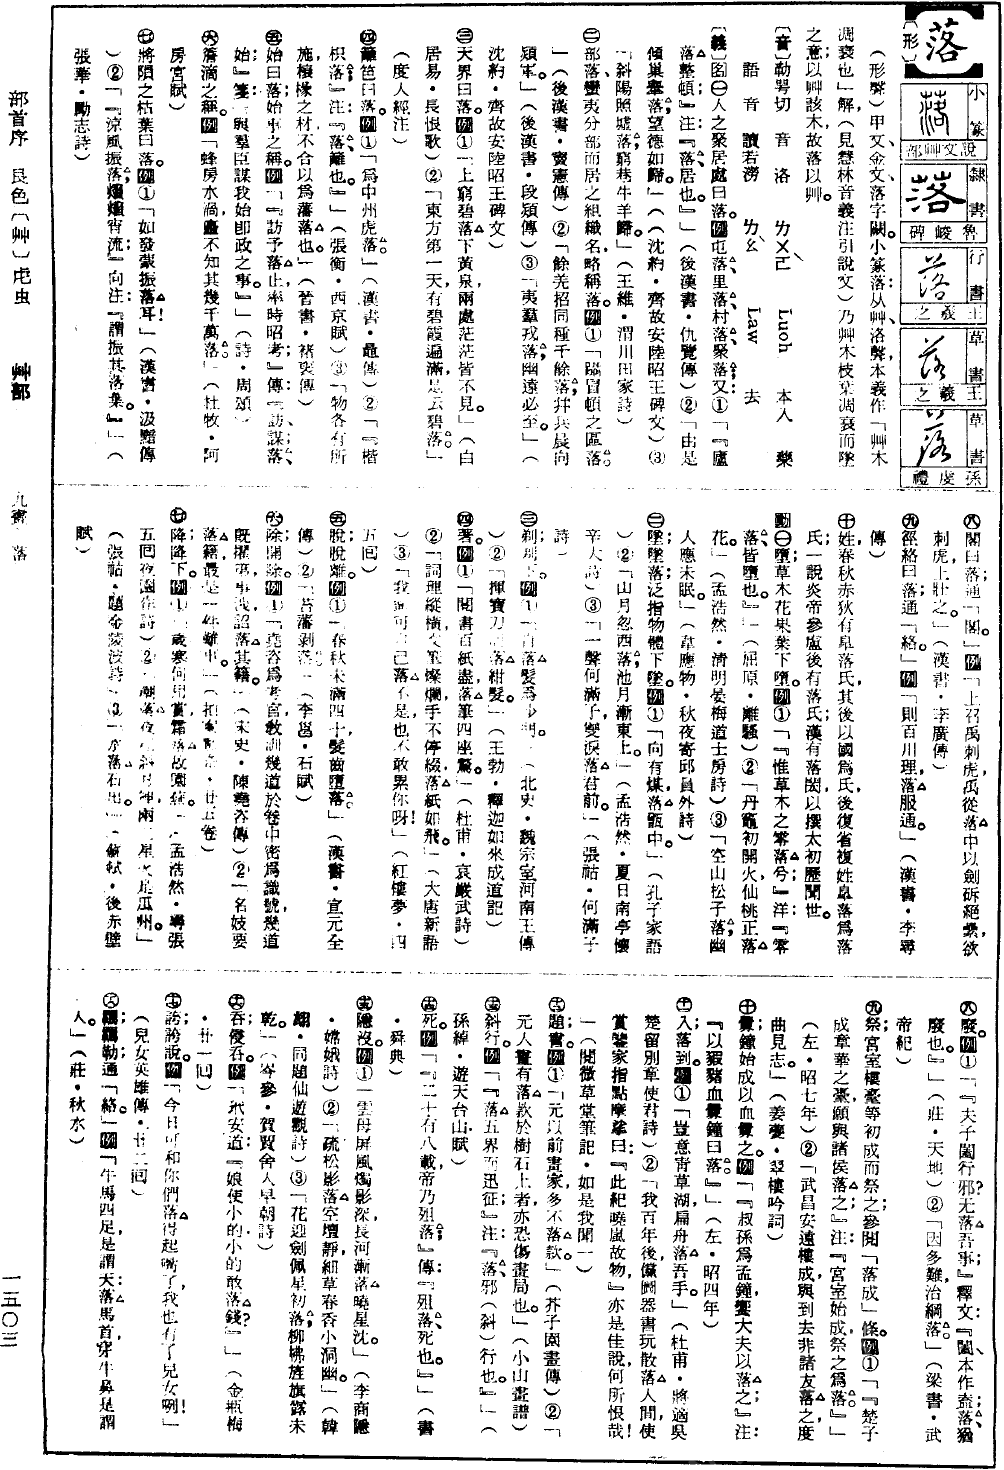 落
〔形〕
小篆 說文艸部
隸書 魯峻碑
行書 王羲之
草書 王羲之
草書 孫虔禮
（形聲）甲文、金文落字闕。小篆落：从艸、洛聲，本義作「艸木
凋衰也」解，（見慧林音義注引說文）乃艸木枝葉凋衰而墜
之意；以艸該木，故落以艸。
〔音〕勒咢切 音 洛 ㄌㄨㄛˋ Luoh 本入 藥
語 音 讀若澇 ㄌㄠˋ Law 去
〔義〕名㊀人之聚居處曰落。例屯落、里落、村落、聚落；又：①「『廬
落整頓』注：『落，居也。』」（後漢書・仇覽傳）②「由是
傾巢舉落，望德如歸。」（沈約・齊故安陸昭王碑文）③
「斜陽照墟落，窮巷牛羊歸。」（王維・渭川田家詩）
㊁部落：蠻夷分部而居之組織名，略稱落。例①「躡冒頓之區落。
」（後漢書・竇憲傳）②「餘羌招同種千餘落，幷兵晨向
熲軍。」（後漢書・段熲傳）③「夷羣戎落，幽遠必至。」（
沈約・齊故安陸昭王碑文）
㊂天界曰落。例①「上窮碧落下黃泉，兩處茫茫皆不見。」（白
居易・長恨歌）②「東方第一天，有碧霞遍滿，是云碧落。」
（度人經注）
㊃籬笆曰落。例①「爲中州虎落。」（漢書・鼂傳）②「『楷
枳落』注：『落，籬也。』」（張衡・西京賦）③「物各有所
施，榱椽之材，不合以爲藩落也。」（晉書・褚裒傳）
㊄始曰落；始事之稱。例「『訪予落止，率時昭考』傳：『訪，謀；落，
始。』箋：『與羣臣謀我始即政之事。』」（詩・周頌）
㊅簷滴之稱。例「蜂房水渦，矗不知其幾千萬落。」（杜牧・阿
房宮賦）
㊆將隕之枯葉曰落。例①「如發蒙振落耳！」（漢書・汲黯傳
）②「『涼風振落，熠熠宵流。』向注：『謂振其落葉。』」（
張華・勵志詩）
㊇閣曰落；通「閣」。例「上召禹刺虎，禹從落中以劍斫絕纍，欲
刺虎，上壯之。」（漢書・李廣傳）
㊈徑絡曰落；通「絡」。例「則百川理，落服通。」（漢書・李尋
傳）
㊉姓，春秋赤狄有皐落氏，其後以國爲氏，後復省複姓皐落爲落
氏；一說炎帝參盧後有落氏；漢有落閎，以撰太初歷聞世。
動㊀墮；草木花果葉下墮。例①「『惟草木之零落兮』洋：『零
落皆墮也。』」（屈原・離騷）②「丹竈初開火，仙桃正落
花。」（孟浩然・清明晏梅道士房詩）③「空山松子落，幽
人應未眠。」（韋應物・秋夜寄邱員外詩）
㊁墜；墜落；泛指物體下墜。例①「向有煤落甑中。」（孔子家語
）②「山月忽西落，池月漸東上。」（孟浩然・夏日南亭懷
辛大詩）③「一聲何滿子，雙淚落君前。」（張祜・何滿子
詩）
㊂剃；剃下。例①「自落髮爲沙門。」（北史・魏宗室河南王傳
）②「揮寶刀而落紺髮。」（王勃・釋迦如來成道記）
㊃著。例①「閱書百紙盡，落筆四座驚。」（杜甫・哀嚴武詩）
②「詞理縱橫，文筆燦爛，手不停綴，落紙如飛。」（大唐新語
）③「我如何自己落不是，也不敢累你呀！」（紅樓夢・四
五回）
㊄脫；脫離。例①「春秋未滿四十，髮齒墮落。」（漢書・宣元全
傳）②「苔蘚剝落。」（李邕・石賦）
㊅除；開除。例①「堯咨爲考官，敎訓幾道於卷中密爲識號，幾道
既擢第，事洩，詔落其籍。」（宋史・陳堯咨傳）②「名妓要
落籍，最是一件難事。」（拍案驚奇・廿五卷）
㊆降；降下。例①「歲寒何用賞，霜落故園蕪。」（孟浩然・尋張
五回夜園作詩）②「潮落夜江斜月裡，兩三星火是瓜州。」
（張祜・題金陵渡詩）③「水落石出。」（蘇軾・後赤壁
賦）
㊇廢。例①「『夫子闔行邪？无落吾事』釋文：『闔，本作盍；落，猶
廢也。』」（莊・天地）②「因多難，治綱落。」（梁書・武
帝紀）
㊈祭；宮室樓臺等初成而祭之；參閱「落成」條。例①「『楚子
成章華之臺，願與諸侯落之』注：『宮室始成，祭之爲落。』」
（左・昭七年）②「武昌安遠樓成，與到去非諸友落之，度
曲見志。」（姜夔・翠樓吟詞）
㊉釁；鐘始成以血釁之。例「『叔孫爲孟鐘，饗大夫以落之』注：
『以豭豬血釁鐘曰落。』」（左・昭四年）
入；落到。例①「豈意靑草湖，扁舟落吾手。」（杜甫・將適吳
楚留別章使君詩）②「我百年後，儻圖器書玩散落人間，使
賞鑒家指點摩挲曰：『此紀曉嵐故物。』亦是佳說，何所恨哉！
」（閱微草堂筆記・如是我聞）
題；書。例①「元以前畫家多不落款。」（芥子園畫傳）②「
元人畫有落款於樹石上者，亦恐傷畫局也。」（小山畫譜）
斜行。例「『落五界而迅征』注：『落，邪（斜）行也。』」（
孫綽・遊天台山賦）
死。例「『二十有八載，帝乃殂落』傳：『殂落，死也。』」（書
・舜典）
隱；沒。例①「雲母屏風燭影深，長河漸落曉星沈。」（李商隱
・嫦娥詩）②「疏松影落空壇靜，細草春香小洞幽。」（韓
翃・同題仙遊觀詩）③「花迎劍佩星初落，柳拂旌旗露未
乾。」（岑參・賀賈舍人早朝詩）
吞；侵吞。例「玳安道：『娘使小的，小的敢落錢？』」（金瓶梅
・廿一回）
誇；誇說。例「今日可和你們落得起嘴了，我也有了兒女咧！」
（兒女英雄傳・廿二回）
羈；羈勒；通「絡」。例「牛馬四足，是謂天；落馬首，穿牛鼻，是謂
人。」（莊・秋水）
部首序 艮色〔艸〕虍虫 艸部 九畫 落 一五〇三